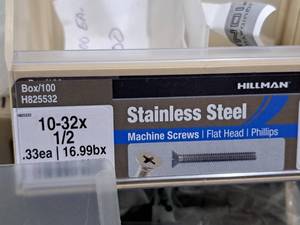 Box/100
H825532
HILLMAN
10-32x
1/2
.33ea | 16.99bx
Stainless Steel
Machine Screws | Flat Head | Phillips